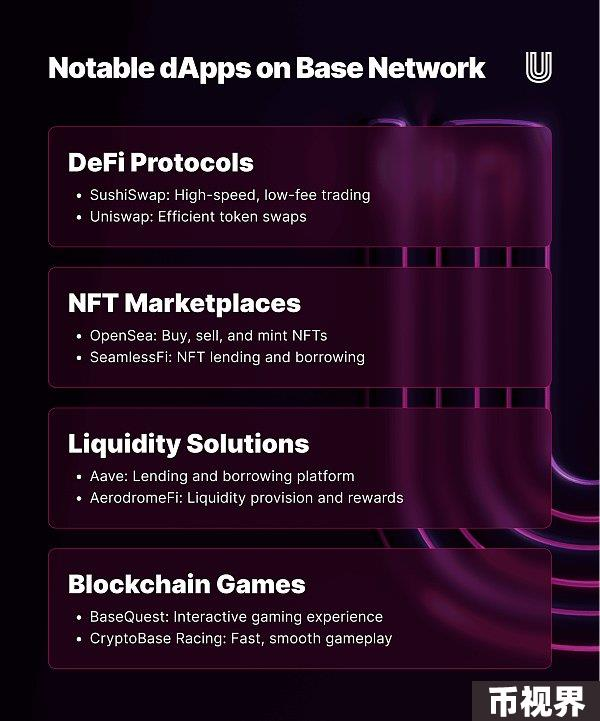 Notable dApps on Base Network
DeFi Protocols
• SushiSwap: High-speed, low-fee trading
• Uniswap: Efficient token swaps
NFT Marketplaces
• OpenSea: Buy, sell, and mint NFTs
• SeamlessFi: NFT lending and borrowing
Liquidity Solutions
• Aave: Lending and borrowing platform
• AerodromeFi: Liquidity provision and rewards
Blockchain Games
• BaseQuest: Interactive gaming experience
• CryptoBase Racing: Fast, smooth gameplay
币视界